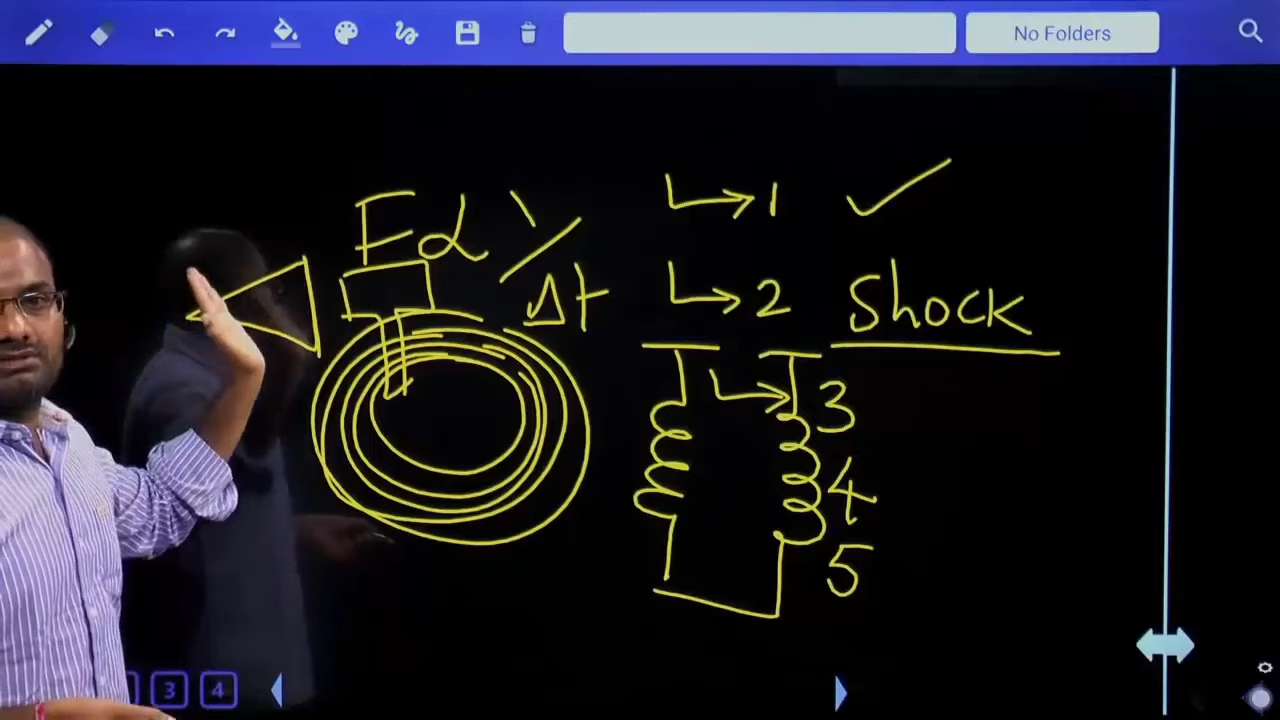 No Folders
F α 1/Δt
↳ 1 ✓
↳ 2 Shock
↳ 3
4
5
3 4